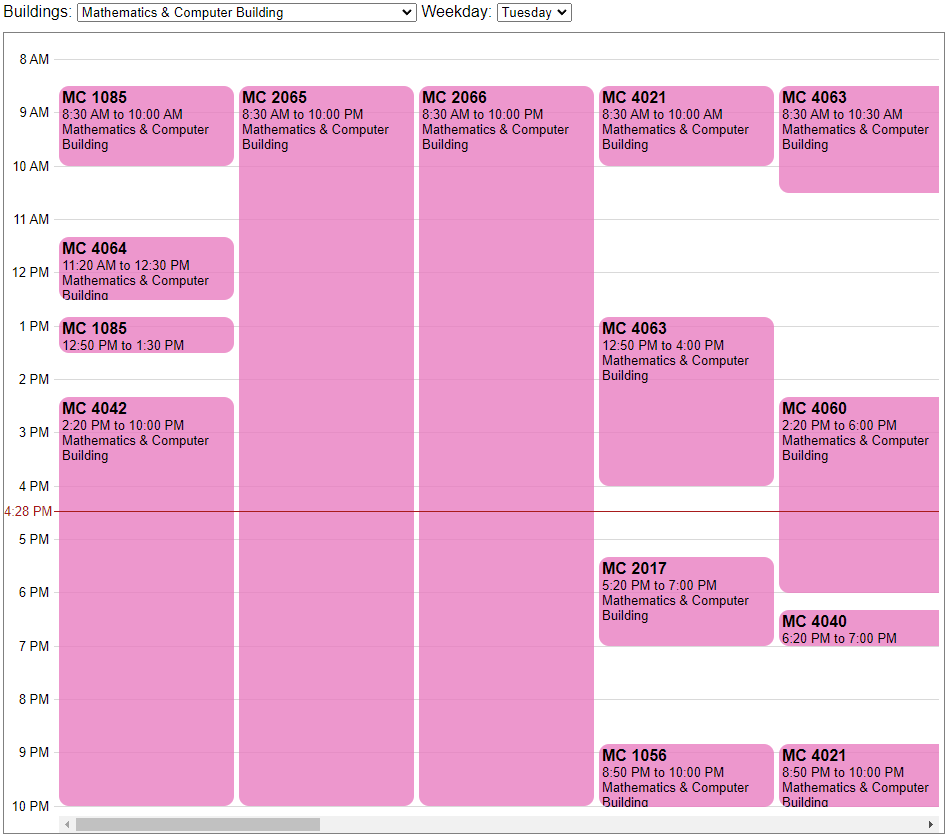 Buildings: Mathematics & Computer Building Weekday: Tuesday
8 AM
9 AM
10 AM
11 AM
12 PM
1 PM
2 PM
3 PM
4 PM
4:28 PM
5 PM
6 PM
7 PM
8 PM
9 PM
10 PM
MC 1085
8:30 AM to 10:00 AM
Mathematics & Computer
Building
MC 4064
11:20 AM to 12:30 PM
Mathematics & Computer
Building
MC 1085
12:50 PM to 1:30 PM
MC 4042
2:20 PM to 10:00 PM
Mathematics & Computer
Building
MC 2065
8:30 AM to 10:00 PM
Mathematics & Computer
Building
MC 2066
8:30 AM to 10:00 PM
Mathematics & Computer
Building
MC 4021
8:30 AM to 10:00 AM
Mathematics & Computer
Building
MC 4063
12:50 PM to 4:00 PM
Mathematics & Computer
Building
MC 2017
5:20 PM to 7:00 PM
Mathematics & Computer
Building
MC 1056
8:50 PM to 10:00 PM
Mathematics & Computer
Building
MC 4063
8:30 AM to 10:30 AM
Mathematics & Computer
Building
MC 4060
2:20 PM to 6:00 PM
Mathematics & Computer
Building
MC 4040
6:20 PM to 7:00 PM
MC 4021
8:50 PM to 10:00 PM
Mathematics & Computer
Building